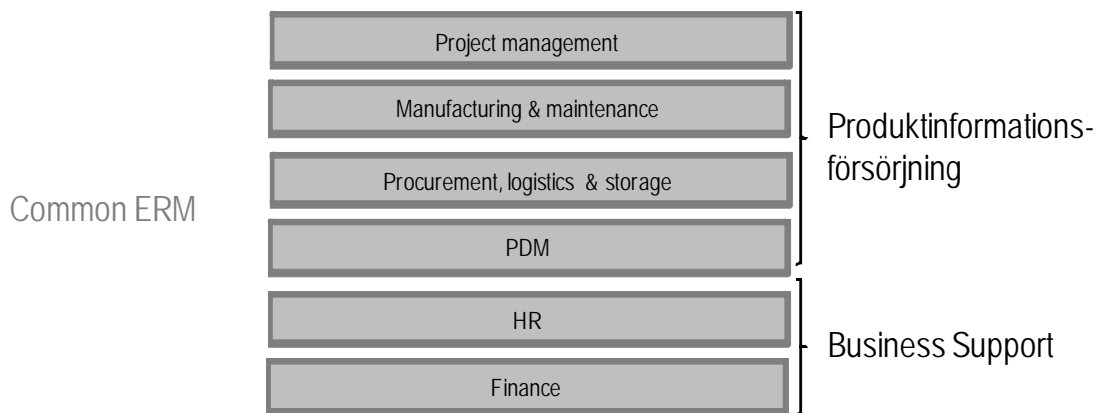 Project management
Manufacturing & maintenance
Produktinformations-
försörjning
Procurement, logistics & storage
Common ERM
PDM
HR
Business Support
Finance